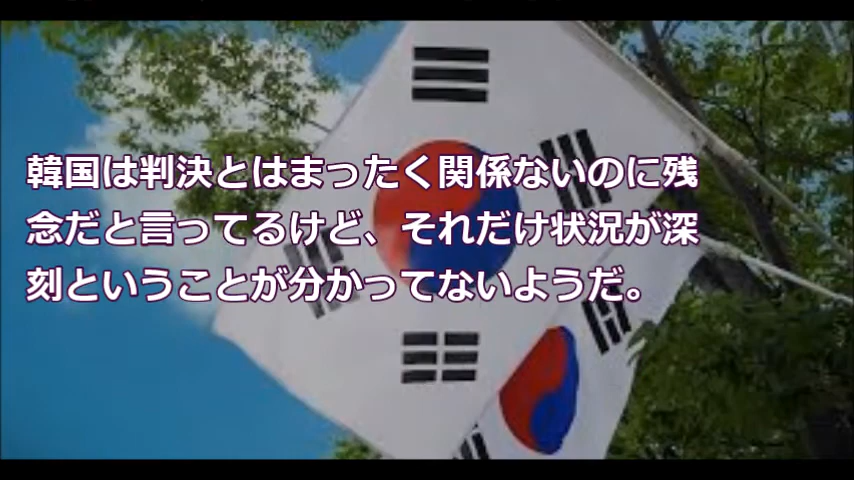 韓国は判決とはまったく関係ないのに残
念だと言ってるけど、それだけ状況が深
刻ということが分かってないようだ。